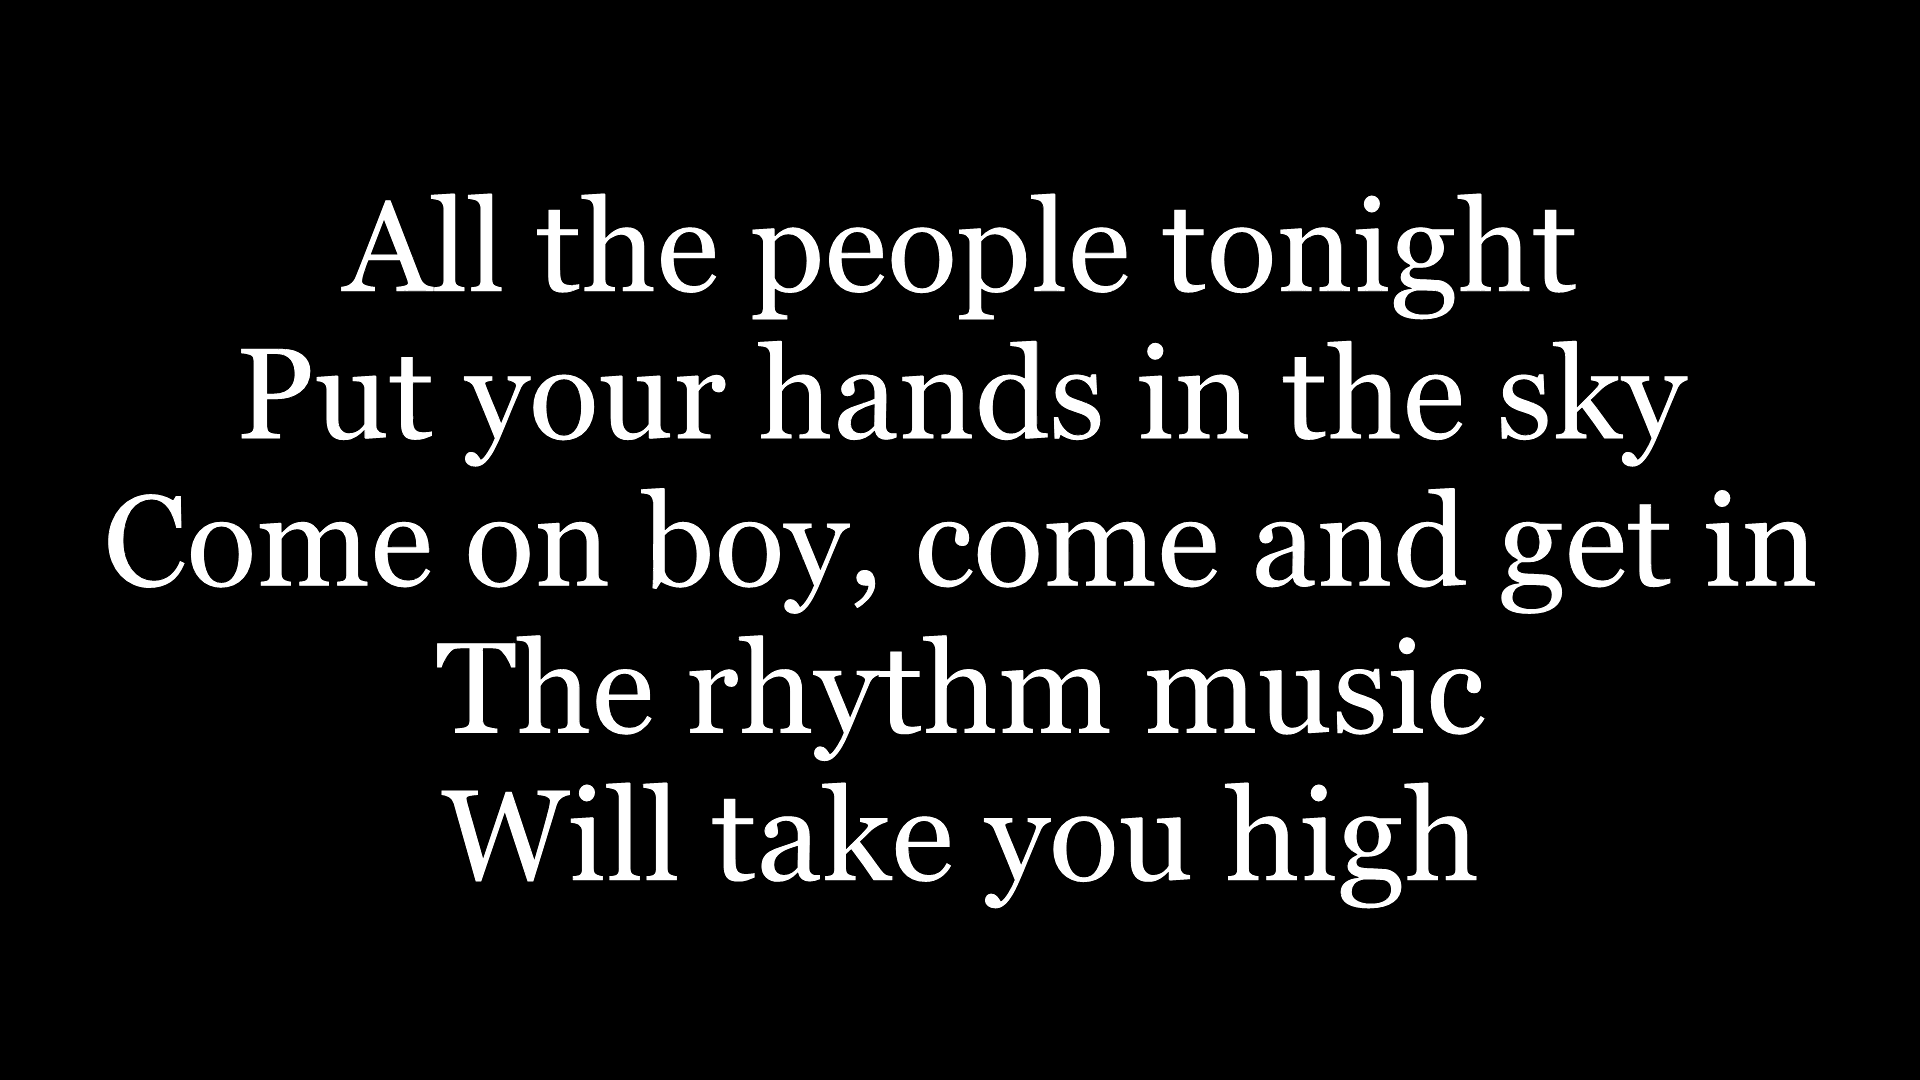 All the people tonight
Put your hands in the sky
Come on boy, come and get in
The rhythm music
Will take you high